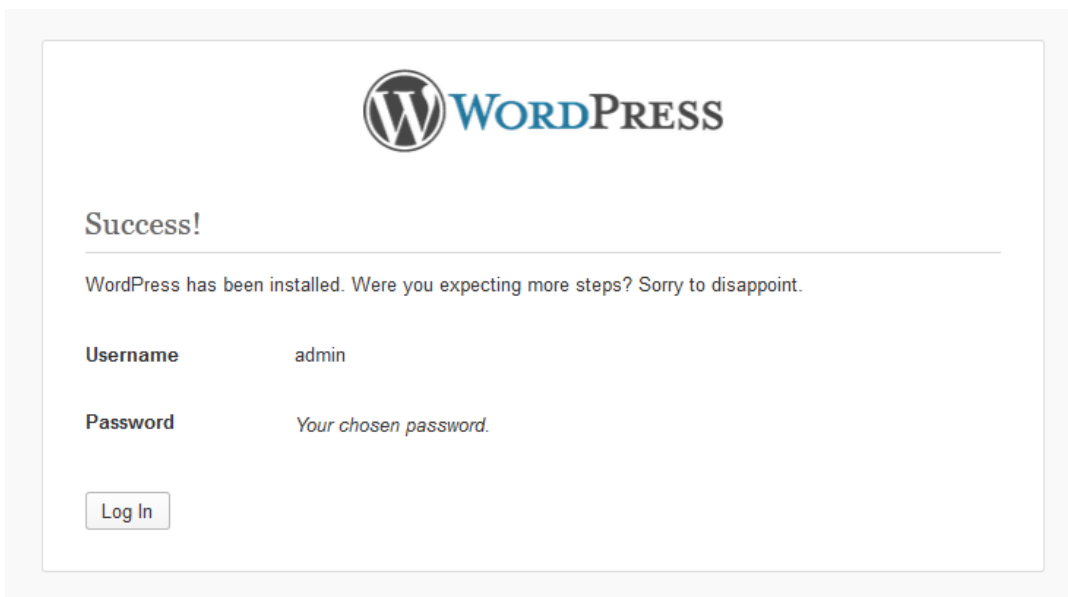 WORDPRESS
Success!
WordPress has been installed. Were you expecting more steps? Sorry to disappoint.
Username admin
Password Your chosen password.
Log In